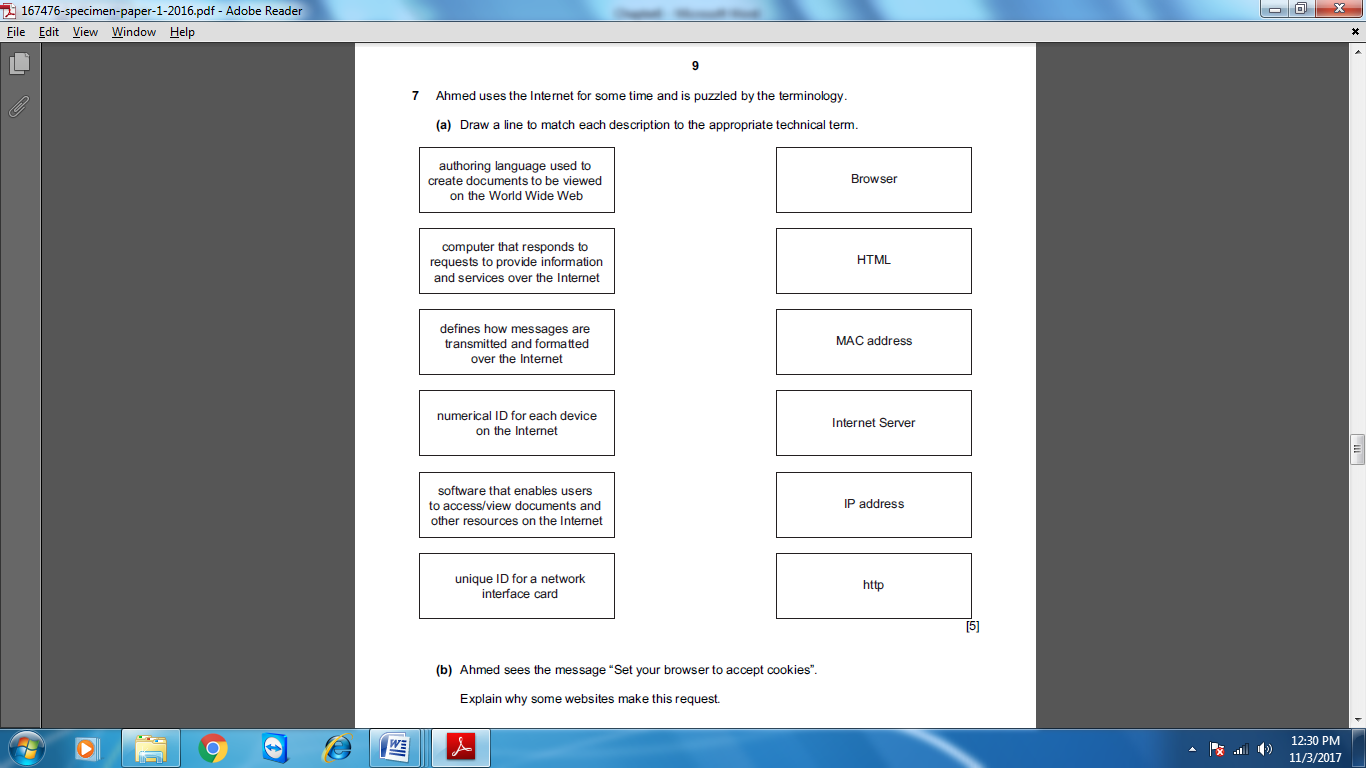 167476-specimen-paper-1-2016.pdf - Adobe Reader
File Edit View Window Help
9
7 Ahmed uses the Internet for some time and is puzzled by the terminology.
(a) Draw a line to match each description to the appropriate technical term.
authoring language used to
create documents to be viewed
on the World Wide Web
Browser
computer that responds to
requests to provide information
and services over the Internet
HTML
defines how messages are
transmitted and formatted
over the Internet
MAC address
numerical ID for each device
on the Internet
Internet Server
software that enables users
to access/view documents and
other resources on the Internet
IP address
unique ID for a network
interface card
http
[5]
(b) Ahmed sees the message “Set your browser to accept cookies”.
Explain why some websites make this request.
12:30 PM
11/3/2017